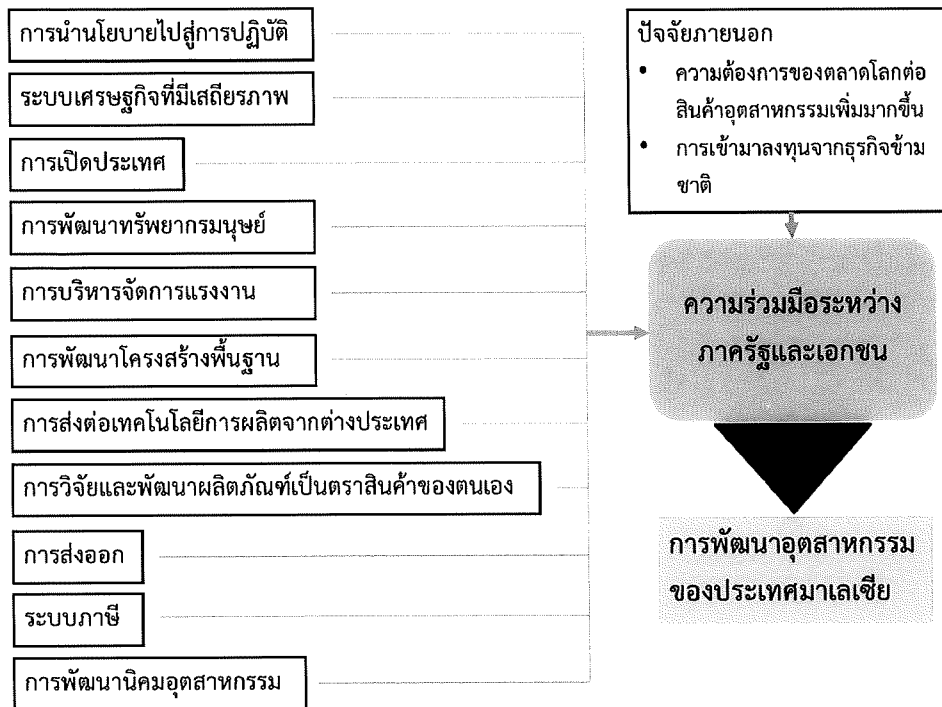 การนำนโยบายไปสู่การปฏิบัติ
ระบบเศรษฐกิจที่มีเสถียรภาพ
การเปิดประเทศ
การพัฒนาทรัพยากรมนุษย์
การบริหารจัดการแรงงาน
การพัฒนาโครงสร้างพื้นฐาน
การส่งต่อเทคโนโลยีการผลิตจากต่างประเทศ
การวิจัยและพัฒนาผลิตภัณฑ์เป็นตราสินค้าของตนเอง
การส่งออก
ระบบภาษี
การพัฒนานิคมอุตสาหกรรม
ปัจจัยภายนอก
• ความต้องการของตลาดโลกต่อ
สินค้าอุตสาหกรรมเพิ่มมากขึ้น
• การเข้ามาลงทุนจากธุรกิจข้าม
ชาติ
ความร่วมมือระหว่าง
ภาครัฐและเอกชน
การพัฒนาอุตสาหกรรม
ของประเทศมาเลเซีย